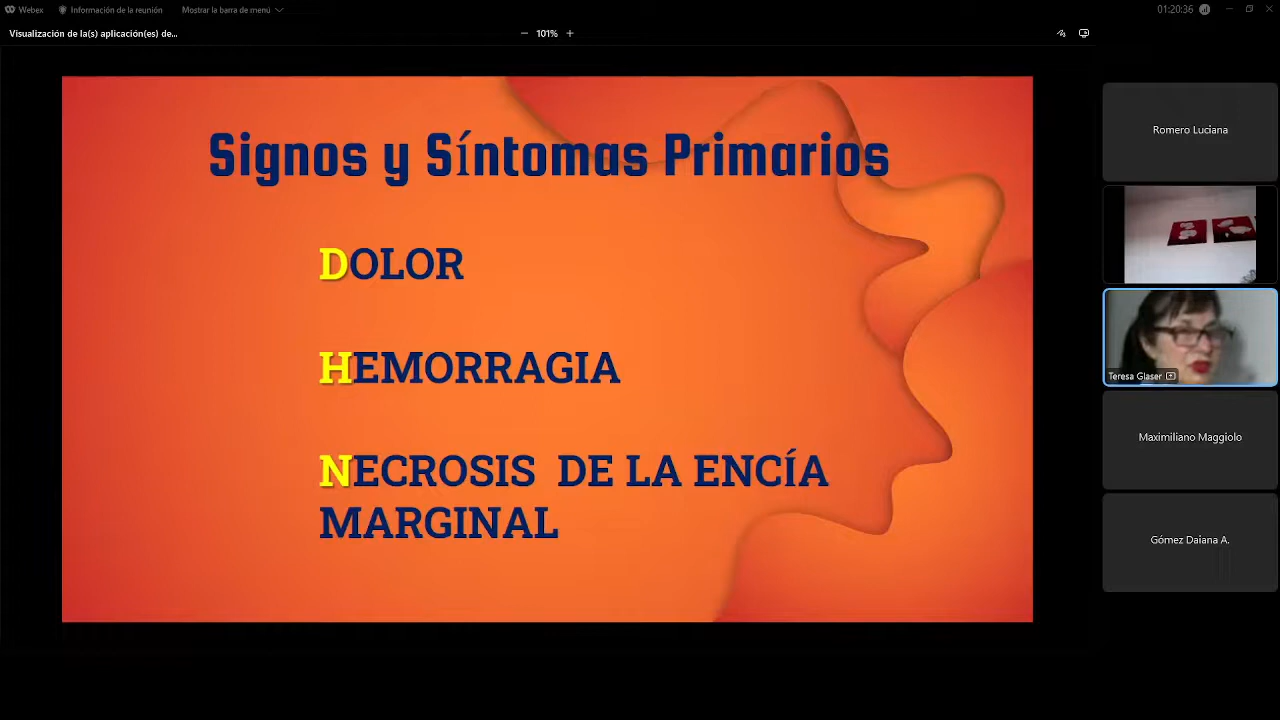 Webex Información de la reunión Mostrar la barra de menú 01:20:36
Visualización de la(s) aplicación(es) de... 101%
Signos y Síntomas Primarios
DOLOR
HEMORRAGIA
NECROSIS DE LA ENCÍA
MARGINAL
Romero Luciana
Teresa Glaser
Maximiliano Maggiolo
Gómez Daiana A.